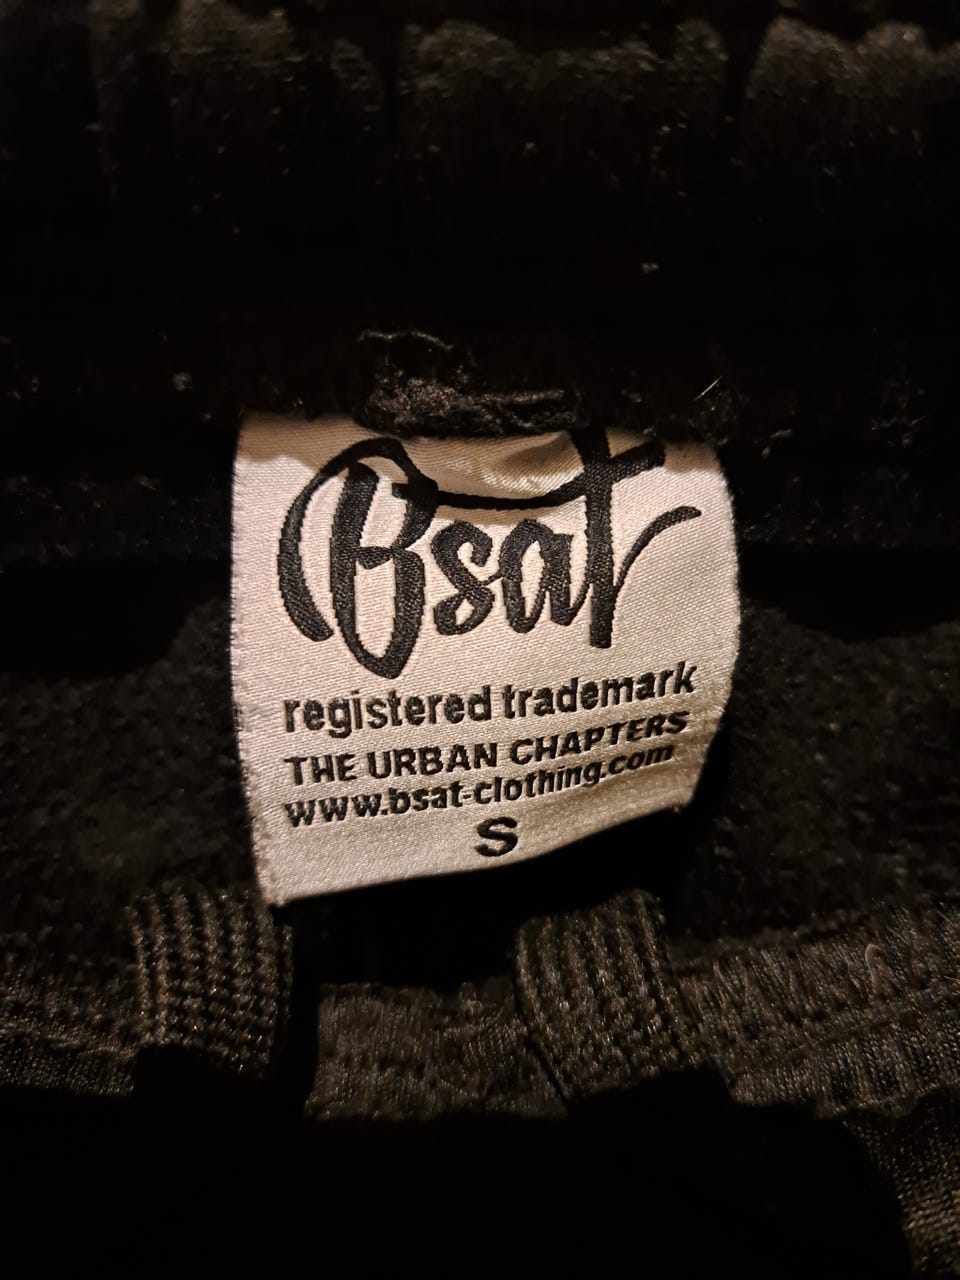 Bsat
registered trademark
THE URBAN CHAPTERS
www.bsat-clothing.com
S